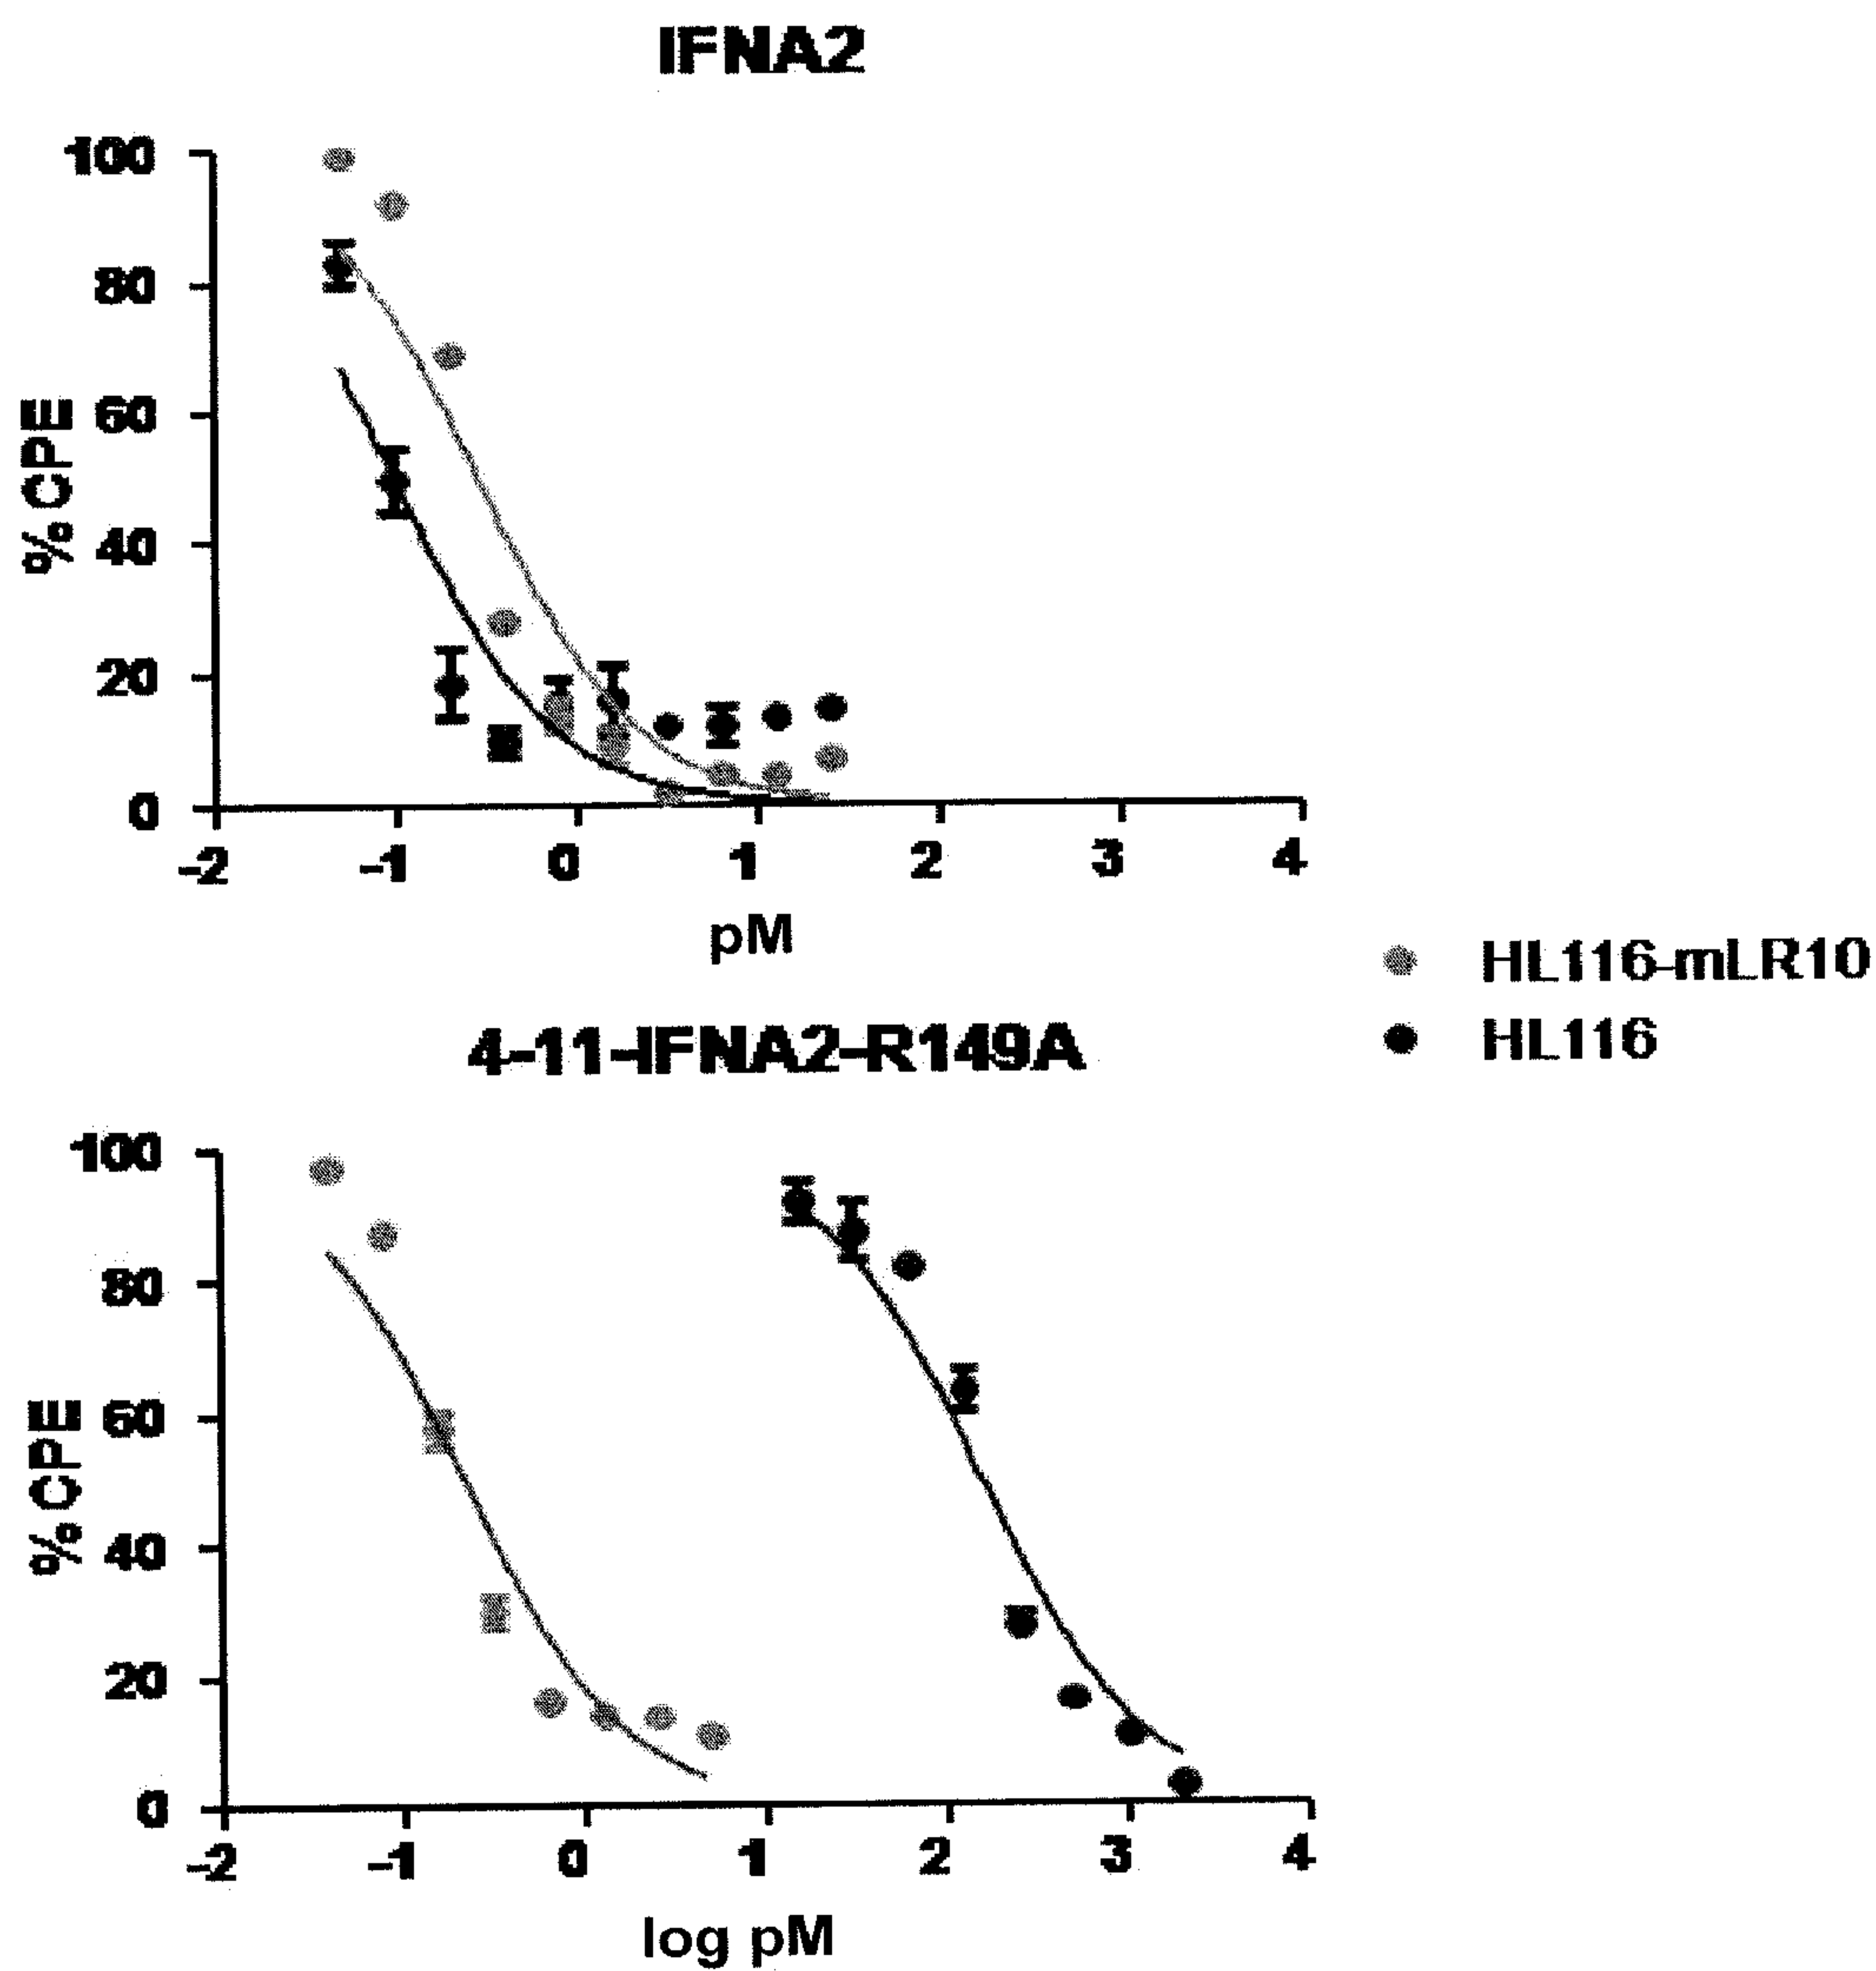 IFNA2
100
80
60
40
20
0
% CPE
-2 -1 0 1 2 3 4
pM
HL116-mLR10
HL116
4-11-IFNA2-R149A
100
80
60
40
20
0
% CPE
-2 -1 0 1 2 3 4
log pM